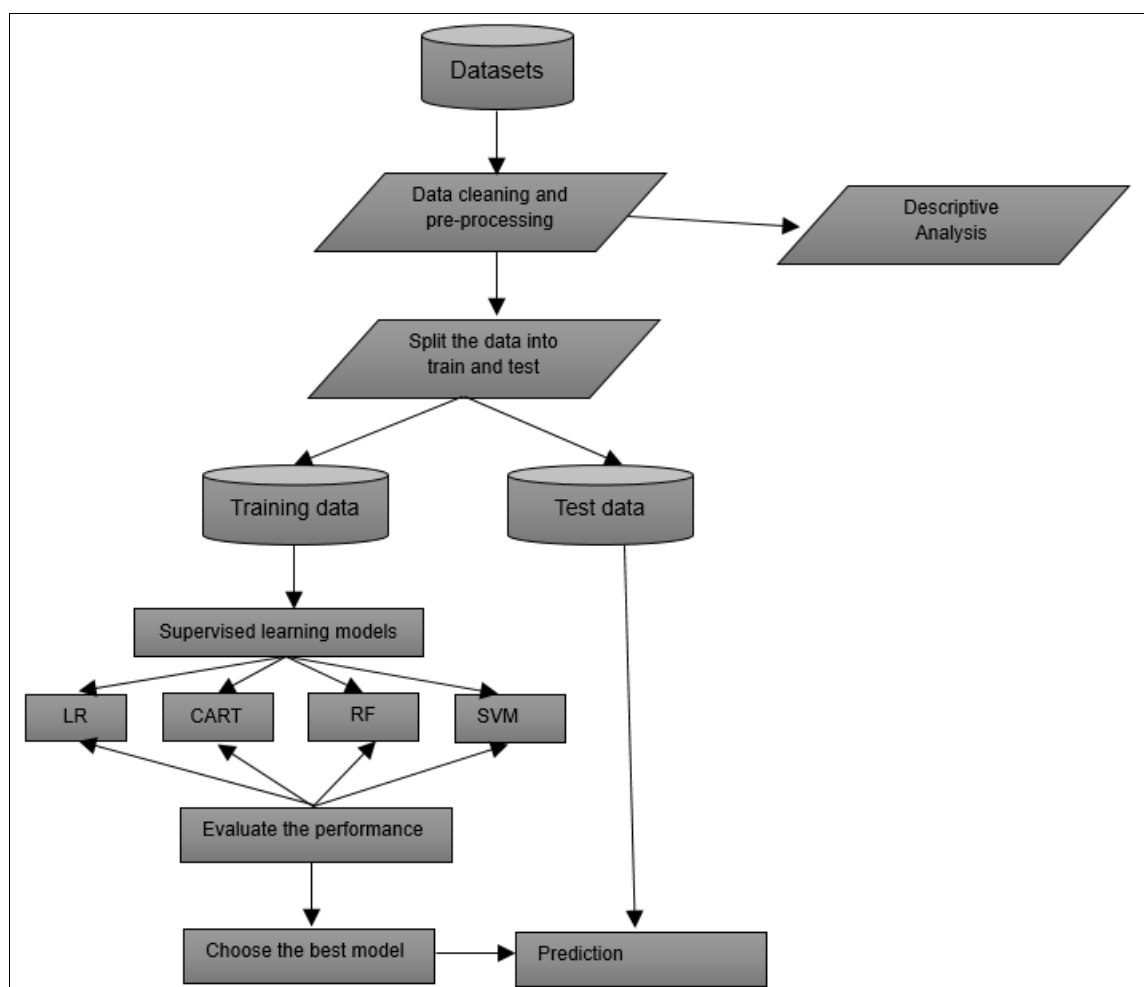 Datasets
Data cleaning and
pre-processing
Descriptive
Analysis
Split the data into
train and test
Training data
Test data
Supervised learning models
LR
CART
RF
SVM
Evaluate the performance
Choose the best model
Prediction